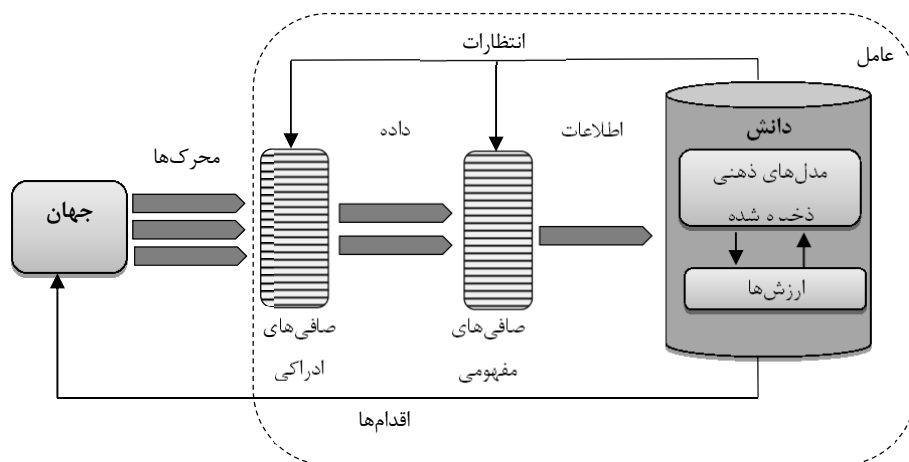 انتظارات
عامل
داده
اطلاعات
دانش
محرک‌ها
مدل‌های ذهنی
ذخیره شده
جهان
ارزش‌ها
صافی‌های
ادراکی
صافی‌های
مفهومی
اقدام‌ها